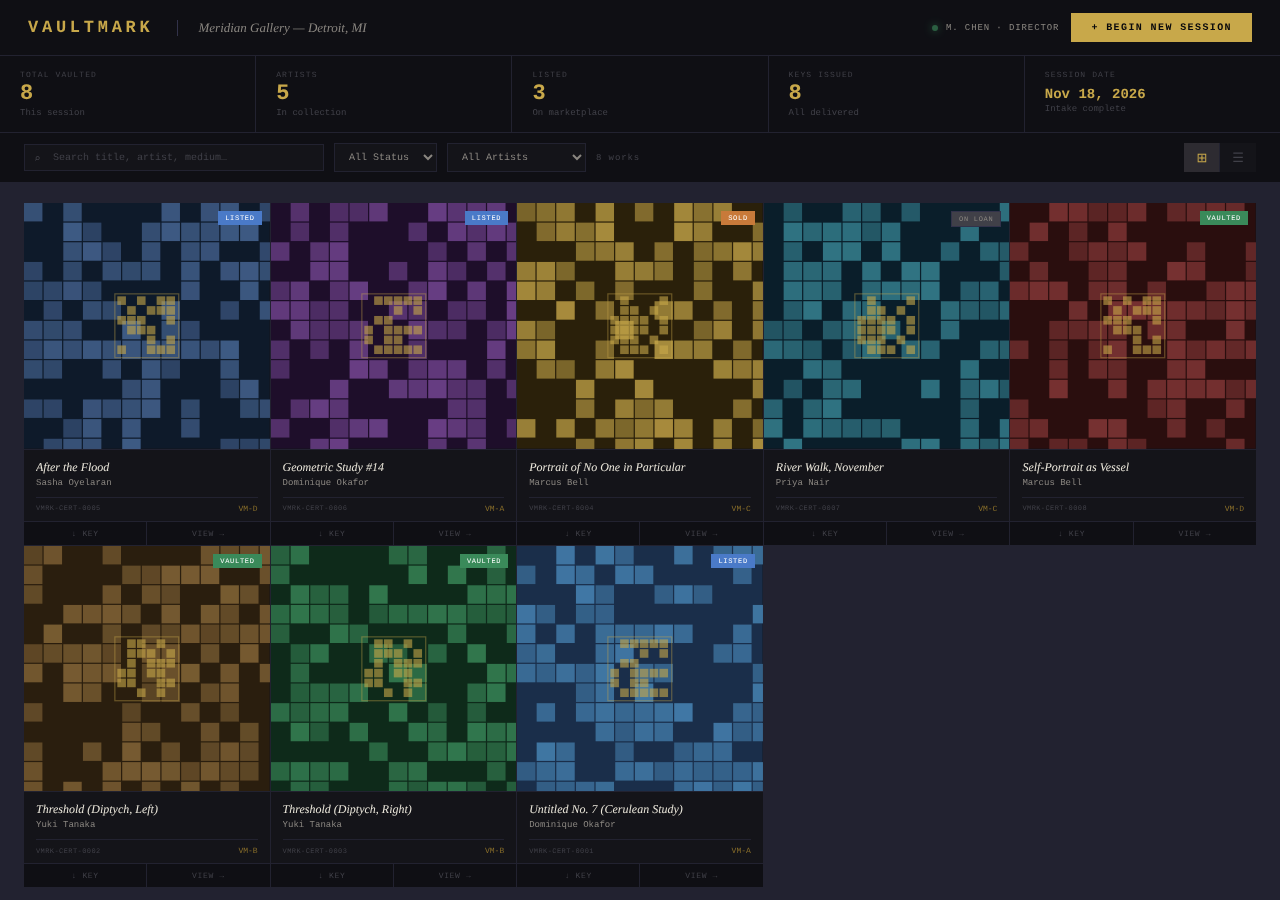 VAULTMARK
Meridian Gallery — Detroit, MI
M. CHEN · DIRECTOR
+ BEGIN NEW SESSION
TOTAL VAULTED
8
This session
ARTISTS
5
In collection
LISTED
3
On marketplace
KEYS ISSUED
8
All delivered
SESSION DATE
Nov 18, 2026
Intake complete
Search title, artist, medium…
All Status
All Artists
8 works
LISTED
After the Flood
Sasha Oyelaran
VMRK-CERT-0005
VM-D
↓ KEY
VIEW →
LISTED
Geometric Study #14
Dominique Okafor
VMRK-CERT-0006
VM-A
↓ KEY
VIEW →
SOLD
Portrait of No One in Particular
Marcus Bell
VMRK-CERT-0004
VM-C
↓ KEY
VIEW →
ON LOAN
River Walk, November
Priya Nair
VMRK-CERT-0007
VM-C
↓ KEY
VIEW →
VAULTED
Self-Portrait as Vessel
Marcus Bell
VMRK-CERT-0008
VM-D
↓ KEY
VIEW →
VAULTED
Threshold (Diptych, Left)
Yuki Tanaka
VMRK-CERT-0002
VM-B
↓ KEY
VIEW →
VAULTED
Threshold (Diptych, Right)
Yuki Tanaka
VMRK-CERT-0003
VM-B
↓ KEY
VIEW →
LISTED
Untitled No. 7 (Cerulean Study)
Dominique Okafor
VMRK-CERT-0001
VM-A
↓ KEY
VIEW →